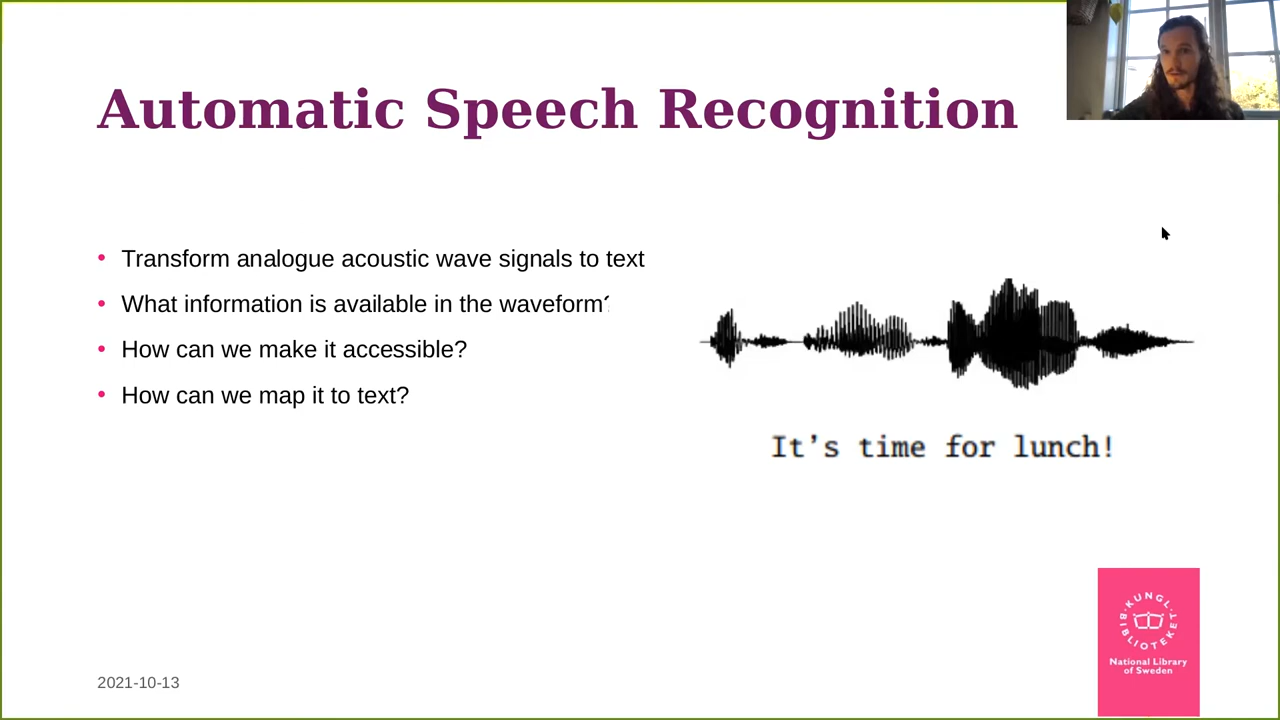 Automatic Speech Recognition
• Transform analogue acoustic wave signals to text
• What information is available in the waveform?
• How can we make it accessible?
• How can we map it to text?
It’s time for lunch!
KUNGL.
BIBLIOTEKET
National Library
of Sweden
2021-10-13